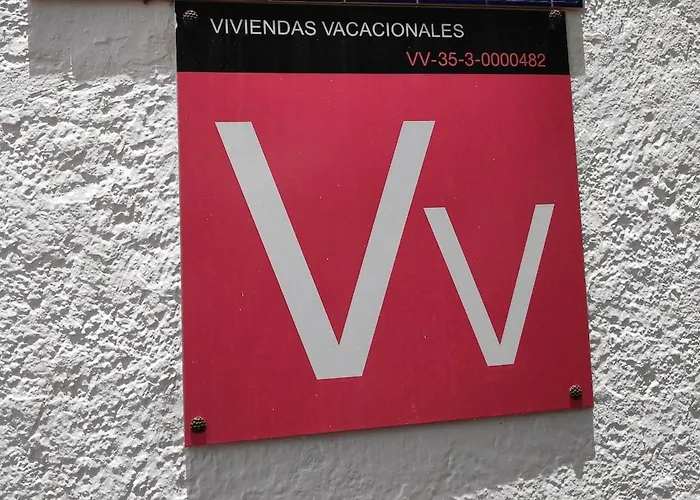 VIVIENDAS VACACIONALES
VV-35-3-0000482
Vv